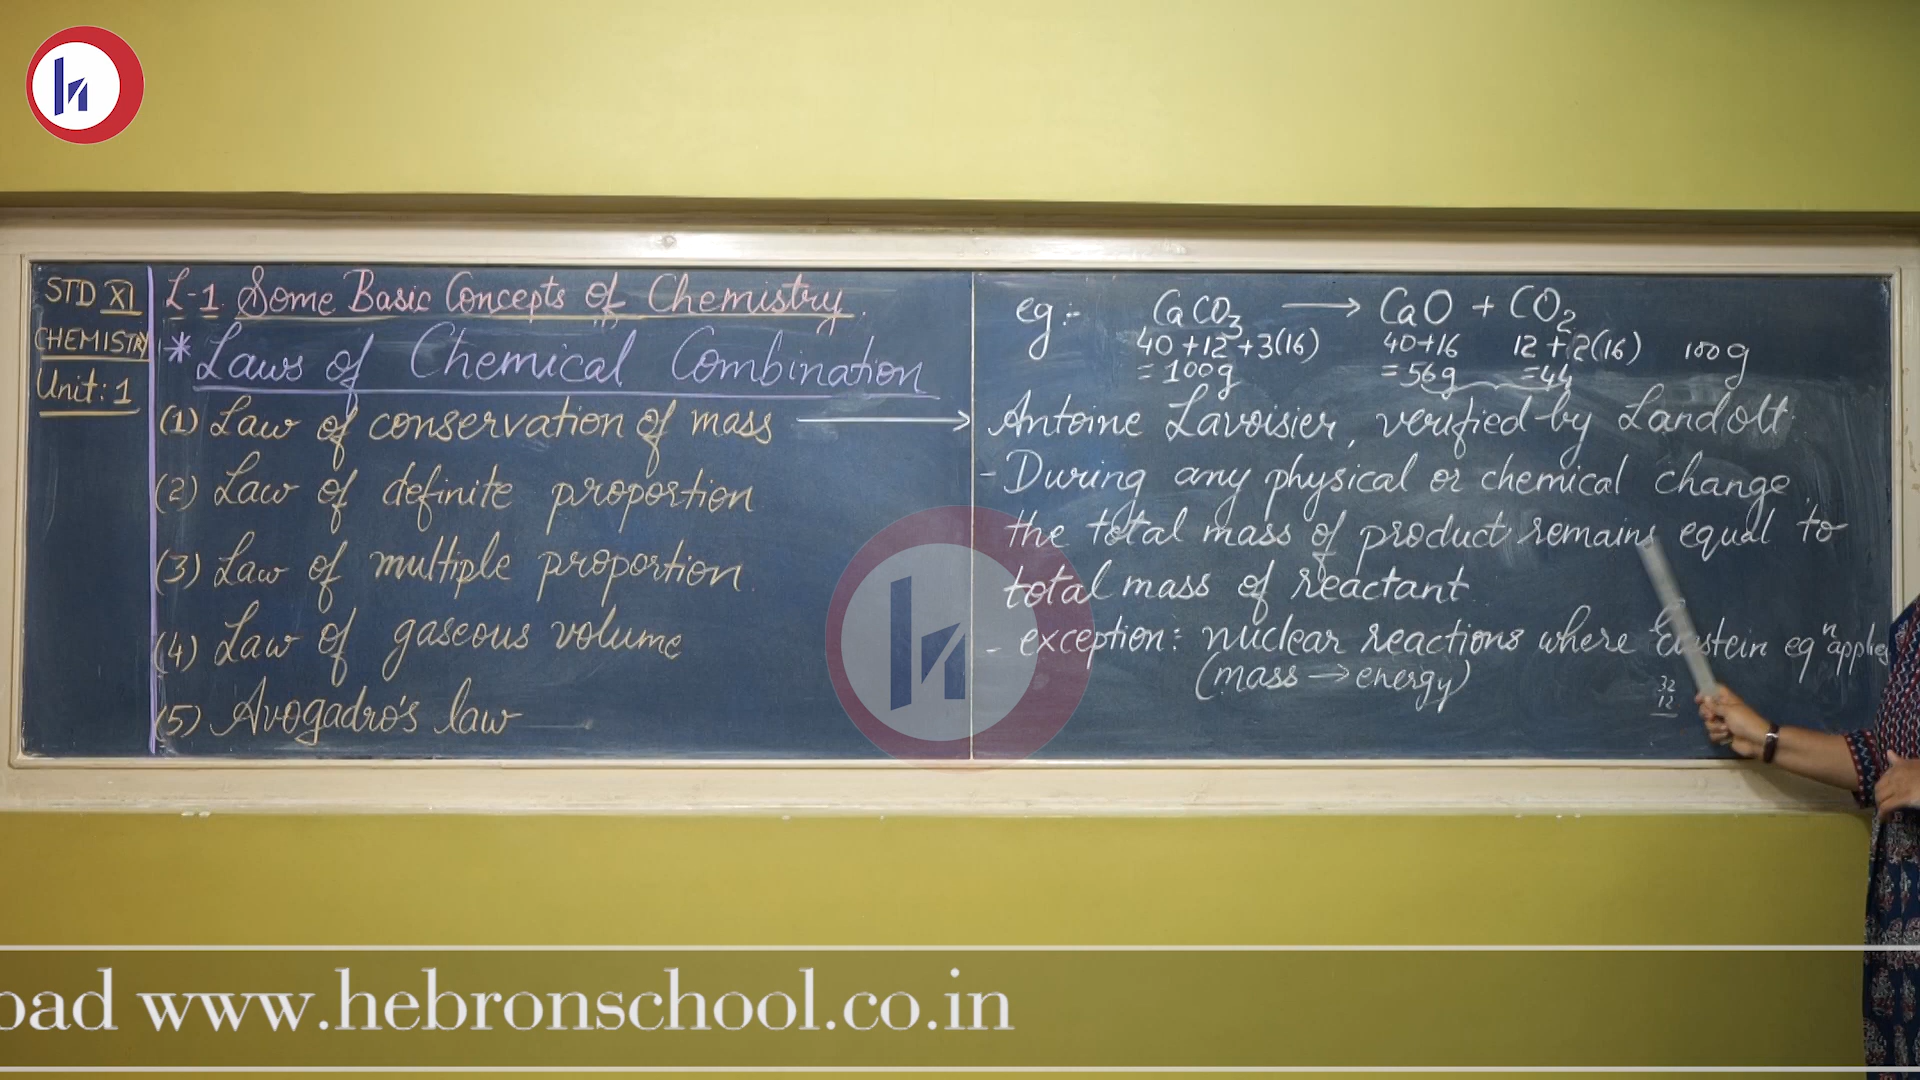 STD XI
CHEMISTRY
Unit: 1
L-1 Some Basic Concepts of Chemistry.
* Laws of Chemical Combination
(1) Law of conservation of mass →
(2) Law of definite proportion
(3) Law of multiple proportion
(4) Law of gaseous volume
(5) Avogadro's law
eg:- CaCO3 → CaO + CO2
40+12+3(16) 40+16 12+2(16) 100g
=100g =56g =44
Antoine Lavoisier, verified by Landolt.
- During any physical or chemical change
the total mass of product remains equal to
total mass of reactant
- exception: nuclear reactions where Einstein eqn applies
(mass → energy)
32
12
www.hebronschool.co.in